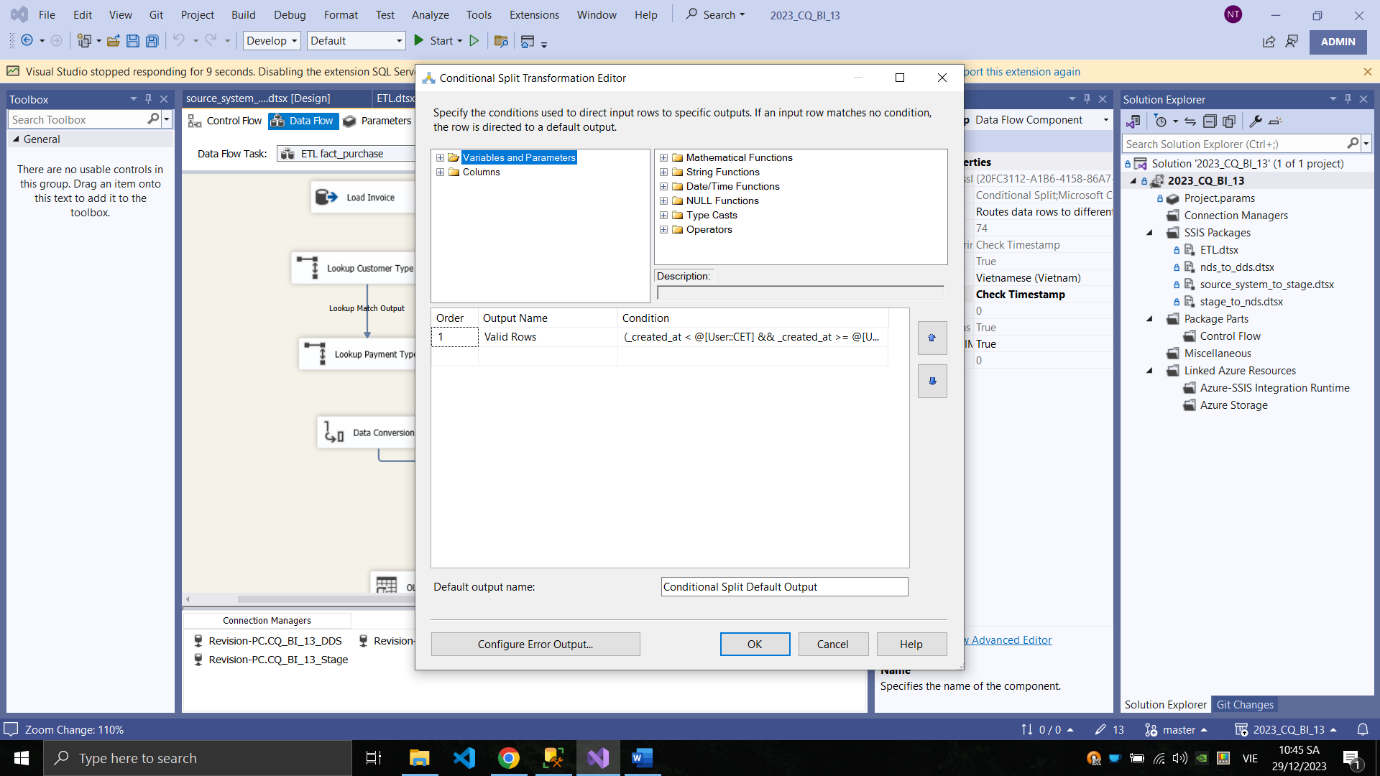 File Edit View Git Project Build Debug Format Test Analyze Tools Extensions Window Help Search 2023_CQ_BI_13 NT
Develop Default Start ADMIN
Visual Studio stopped responding for 9 seconds. Disabling the extension SQL Serv
port this extension again
Toolbox
Search Toolbox
General
There are no usable controls in
this group. Drag an item onto
this text to add it to the
toolbox.
source_system_....dtsx [Design] ETL.dtsx
Control Flow Data Flow Parameters
Data Flow Task: ETL fact_purchase
Load Invoice
Lookup Customer Type
Lookup Match Output
Lookup Payment Type
Data Conversion
Connection Managers
Revision-PC.CQ_BI_13_DDS Revision-
Revision-PC.CQ_BI_13_Stage
Conditional Split Transformation Editor
Specify the conditions used to direct input rows to specific outputs. If an input row matches no condition,
the row is directed to a default output.
Variables and Parameters
Columns
Mathematical Functions
String Functions
Date/Time Functions
NULL Functions
Type Casts
Operators
Description:
Order Output Name Condition
1 Valid Rows (_created_at < @[User::CET] && _created_at >= @[U...
Default output name: Conditional Split Default Output
Configure Error Output... OK Cancel Help
Data Flow Component
erties
{20FC3112-A1B6-4158-86A7-
Conditional Split;Microsoft C
Routes data rows to different
74
Check Timestamp
True
Vietnamese (Vietnam)
Check Timestamp
0
True
True
0
w Advanced Editor
Name
Specifies the name of the component.
Solution Explorer
Search Solution Explorer (Ctrl+;)
Solution '2023_CQ_BI_13' (1 of 1 project)
2023_CQ_BI_13
Project.params
Connection Managers
SSIS Packages
ETL.dtsx
nds_to_dds.dtsx
source_system_to_stage.dtsx
stage_to_nds.dtsx
Package Parts
Control Flow
Miscellaneous
Linked Azure Resources
Azure-SSIS Integration Runtime
Azure Storage
Solution Explorer Git Changes
Zoom Change: 110% 0 / 0 13 master 2023_CQ_BI_13
Type here to search VIE 10:45 SA
29/12/2023 1